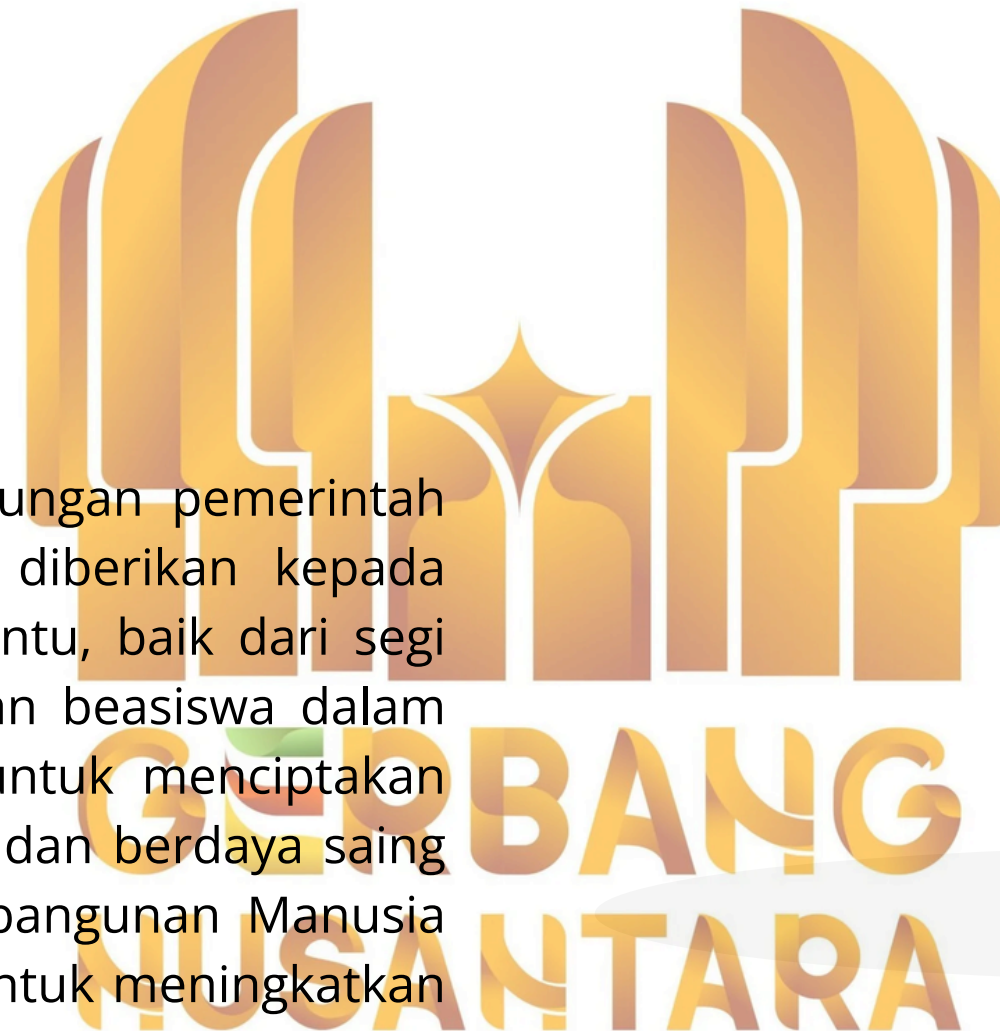 ungan pemerintah
diberikan kepada
ntu, baik dari segi
an beasiswa dalam
untuk menciptakan
dan berdaya saing
bangunan Manusia
ntuk meningkatkan
GERBANG
NUSANTARA